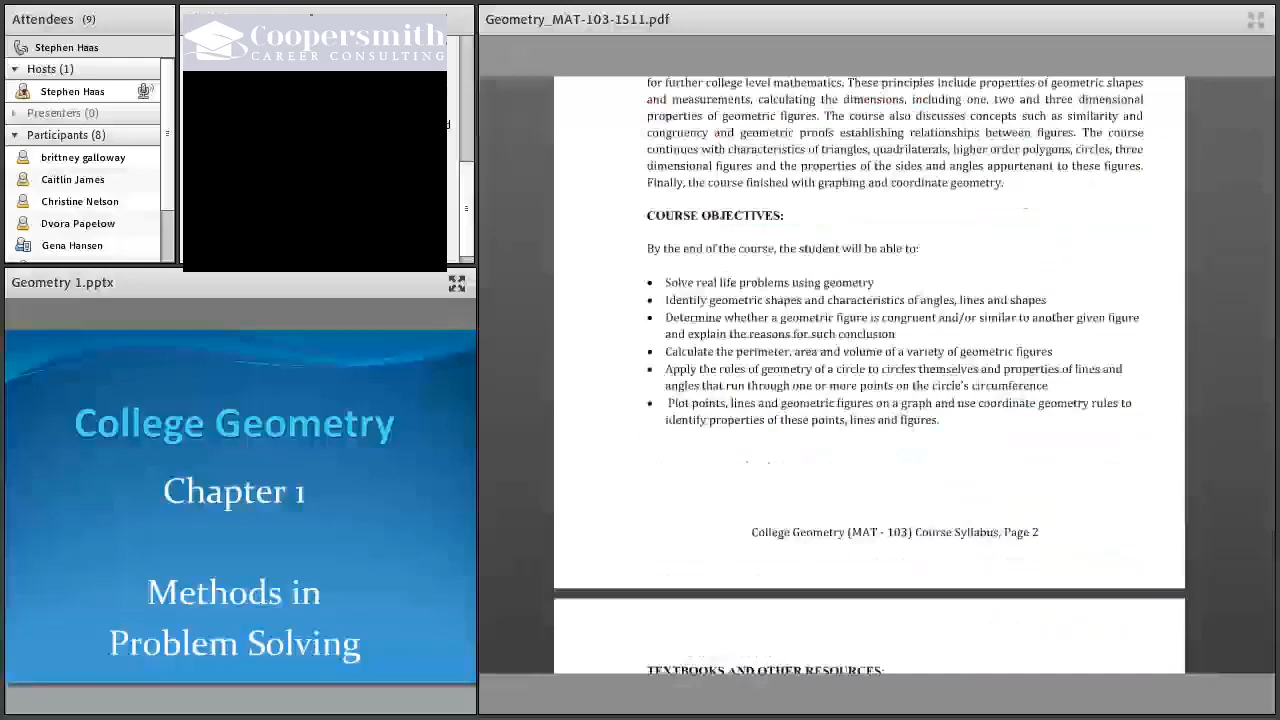 Attendees (9)
Stephen Haas
Hosts (1)
Stephen Haas
Presenters (0)
Participants (8)
brittney galloway
Caitlin James
Christine Nelson
Dvora Papelow
Gena Hansen
Coopersmith
CAREER CONSULTING
Geometry 1.pptx
College Geometry
Chapter 1
Methods in
Problem Solving
Geometry_MAT-103-1511.pdf
for further college level mathematics. These principles include properties of geometric shapes
and measurements, calculating the dimensions, including one, two and three dimensional
properties of geometric figures. The course also discusses concepts such as similarity and
congruency and geometric proofs establishing relationships between figures. The course
continues with characteristics of triangles, quadrilaterals, higher order polygons, circles, three
dimensional figures and the properties of the sides and angles appurtenant to these figures.
Finally, the course finished with graphing and coordinate geometry.
COURSE OBJECTIVES:
By the end of the course, the student will be able to:
• Solve real life problems using geometry
• Identify geometric shapes and characteristics of angles, lines and shapes
• Determine whether a geometric figure is congruent and/or similar to another given figure
and explain the reasons for such conclusion
• Calculate the perimeter, area and volume of a variety of geometric figures
• Apply the rules of geometry of a circle to circles themselves and properties of lines and
angles that run through one or more points on the circle's circumference
• Plot points, lines and geometric figures on a graph and use coordinate geometry rules to
identify properties of these points, lines and figures.
College Geometry (MAT - 103) Course Syllabus, Page 2
TEXTBOOKS AND OTHER RESOURCES: